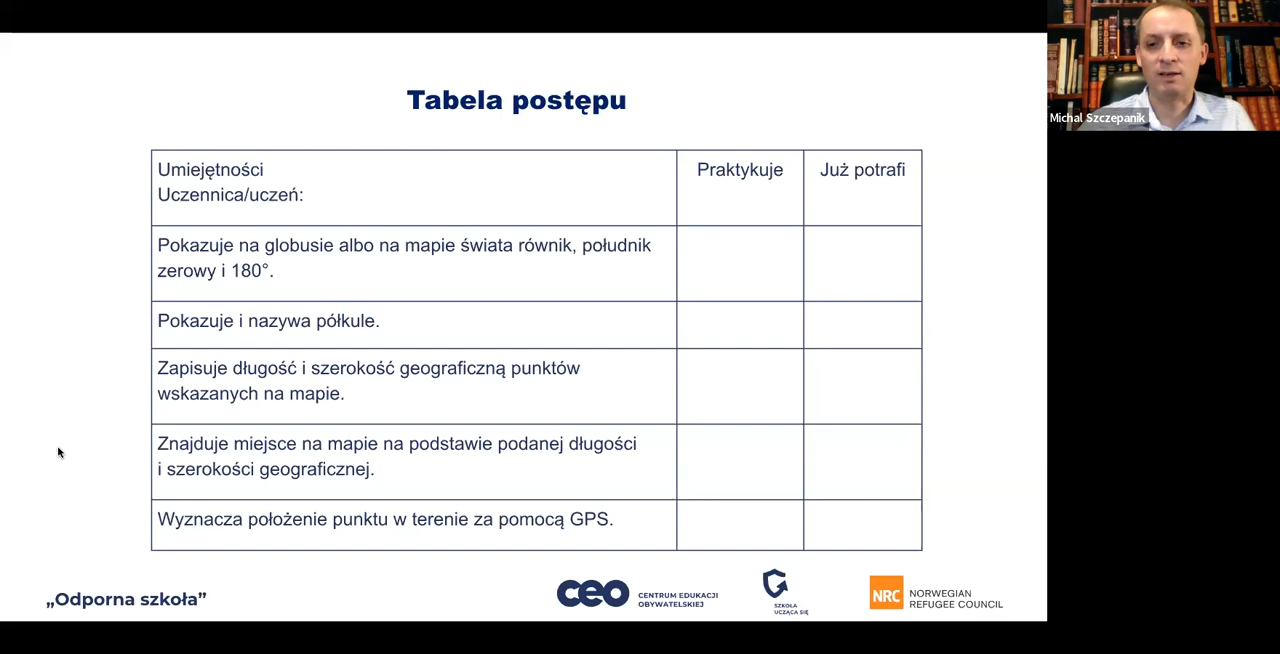 Tabela postępu
Umiejętności
Uczennica/uczeń:
Praktykuje
Już potrafi
Pokazuje na globusie albo na mapie świata równik, południk
zerowy i 180°.
Pokazuje i nazywa półkule.
Zapisuje długość i szerokość geograficzną punktów
wskazanych na mapie.
Znajduje miejsce na mapie na podstawie podanej długości
i szerokości geograficznej.
Wyznacza położenie punktu w terenie za pomocą GPS.
„Odporna szkoła”
ceo
CENTRUM EDUKACJI
OBYWATELSKIEJ
SZKOŁA
UCZĄCA SIĘ
NRC
NORWEGIAN
REFUGEE COUNCIL
Michal Szczepanik